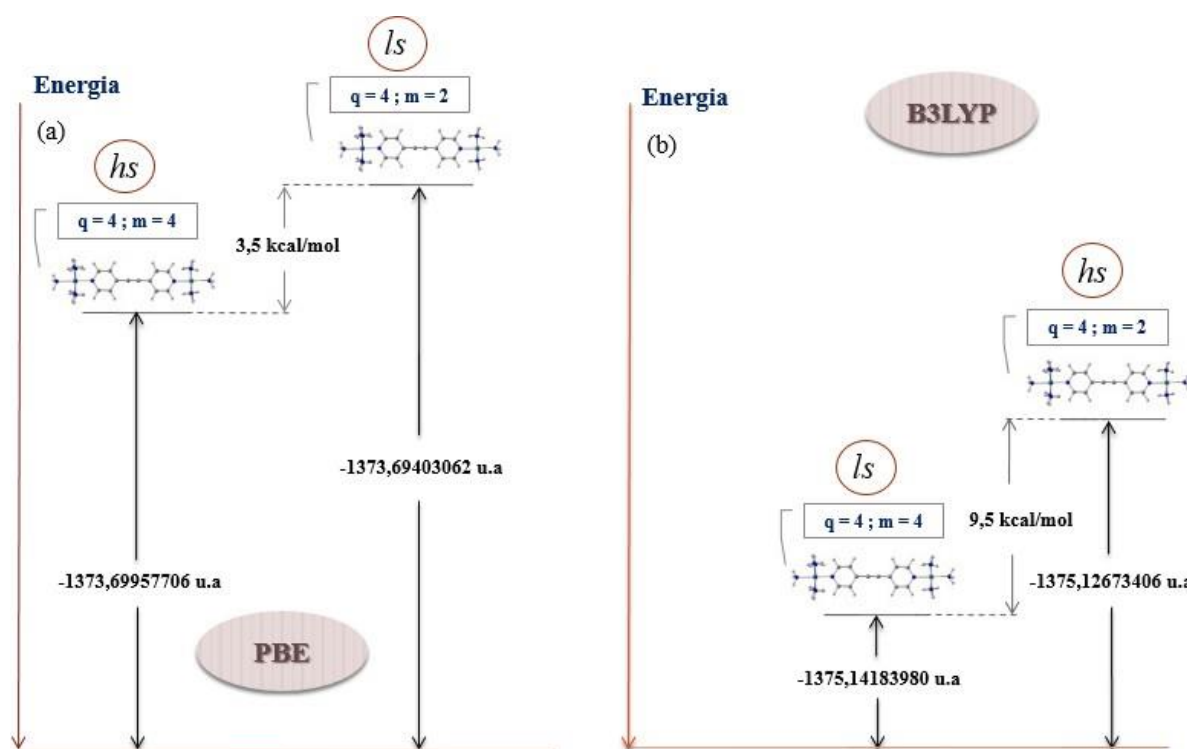 Energia
(a)
ls
q = 4 ; m = 2
hs
q = 4 ; m = 4
3,5 kcal/mol
-1373,69403062 u.a
-1373,69957706 u.a
PBE
Energia
(b)
B3LYP
hs
q = 4 ; m = 2
ls
q = 4 ; m = 4
9,5 kcal/mol
-1375,12673406 u.a
-1375,14183980 u.a